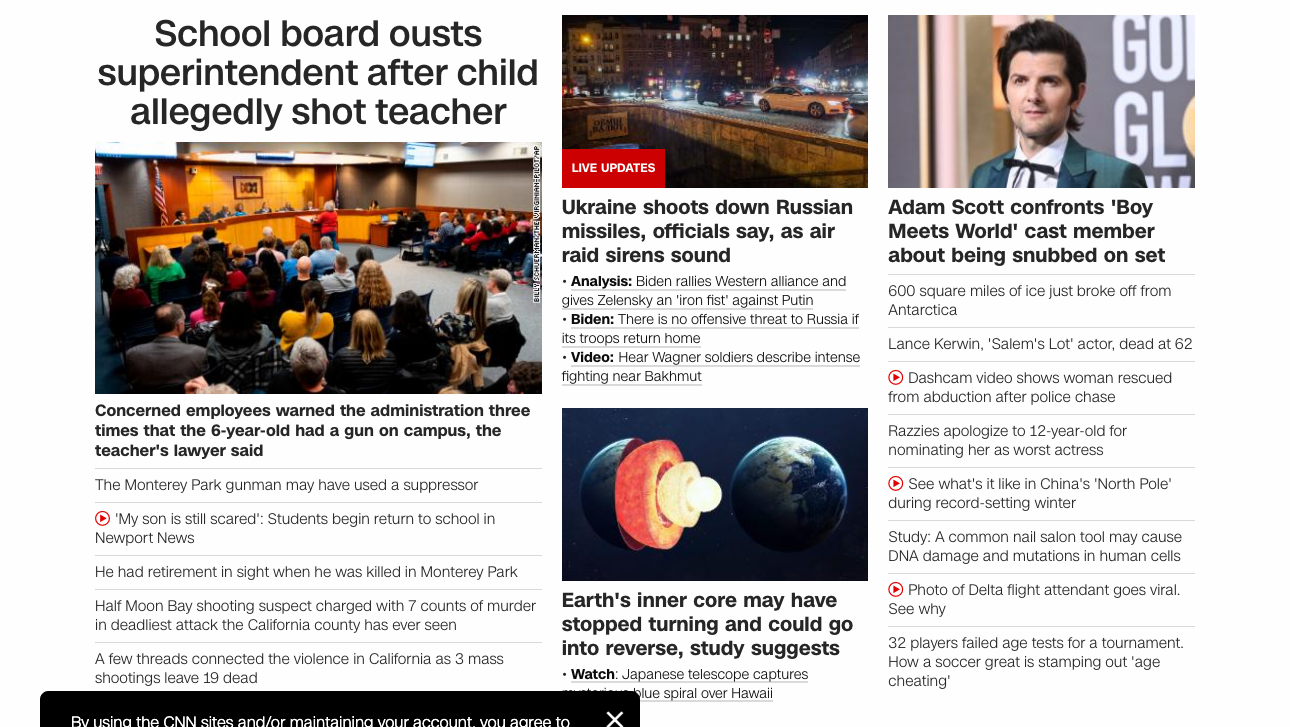 School board ousts
superintendent after child
allegedly shot teacher
BILLY SCHUERMAN/THE VIRGINIAN-PILOT/AP
Concerned employees warned the administration three
times that the 6-year-old had a gun on campus, the
teacher's lawyer said
The Monterey Park gunman may have used a suppressor
'My son is still scared': Students begin return to school in
Newport News
He had retirement in sight when he was killed in Monterey Park
Half Moon Bay shooting suspect charged with 7 counts of murder
in deadliest attack the California county has ever seen
A few threads connected the violence in California as 3 mass
shootings leave 19 dead
By using the CNN sites and/or maintaining your account, you agree to
LIVE UPDATES
Ukraine shoots down Russian
missiles, officials say, as air
raid sirens sound
• Analysis: Biden rallies Western alliance and
gives Zelensky an 'iron fist' against Putin
• Biden: There is no offensive threat to Russia if
its troops return home
• Video: Hear Wagner soldiers describe intense
fighting near Bakhmut
Earth's inner core may have
stopped turning and could go
into reverse, study suggests
• Watch: Japanese telescope captures
mysterious blue spiral over Hawaii
GOL
GLO
Adam Scott confronts 'Boy
Meets World' cast member
about being snubbed on set
600 square miles of ice just broke off from
Antarctica
Lance Kerwin, 'Salem's Lot' actor, dead at 62
Dashcam video shows woman rescued
from abduction after police chase
Razzies apologize to 12-year-old for
nominating her as worst actress
See what's it like in China's 'North Pole'
during record-setting winter
Study: A common nail salon tool may cause
DNA damage and mutations in human cells
Photo of Delta flight attendant goes viral.
See why
32 players failed age tests for a tournament.
How a soccer great is stamping out 'age
cheating'